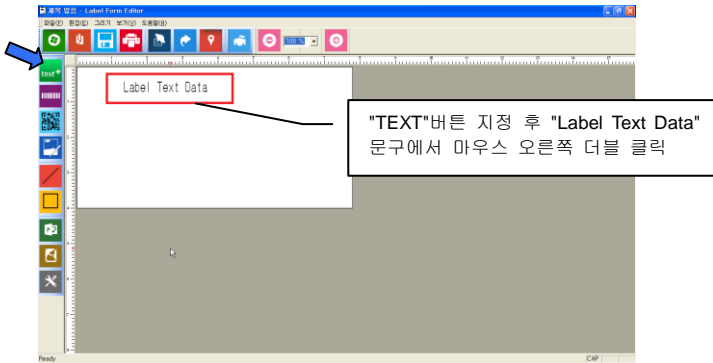 제목 없음 - Label Form Editor
파일(F) 편집(E) 그리기 보기(V) 도움말(H)
100 %
text+
Label Text Data
"TEXT"버튼 지정 후 "Label Text Data"
문구에서 마우스 오른쪽 더블 클릭
Ready
CAP